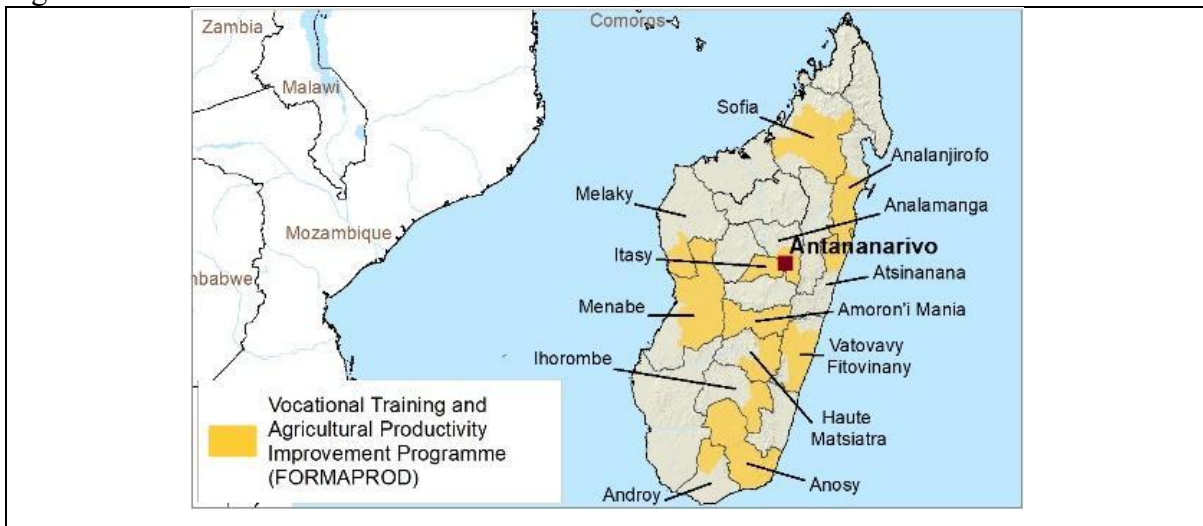 Comoros
Zambia
Malawi
Sofia
Analanjirofo
Melaky
Analamanga
Mozambique
Antananarivo
Itasy
nbabwe
Atsinanana
Menabe
Amoron'i Mania
Ihorombe
Vatovavy
Fitovinany
Vocational Training and
Agricultural Productivity
Improvement Programme
(FORMAPROD)
Haute
Matsiatra
Androy
Anosy